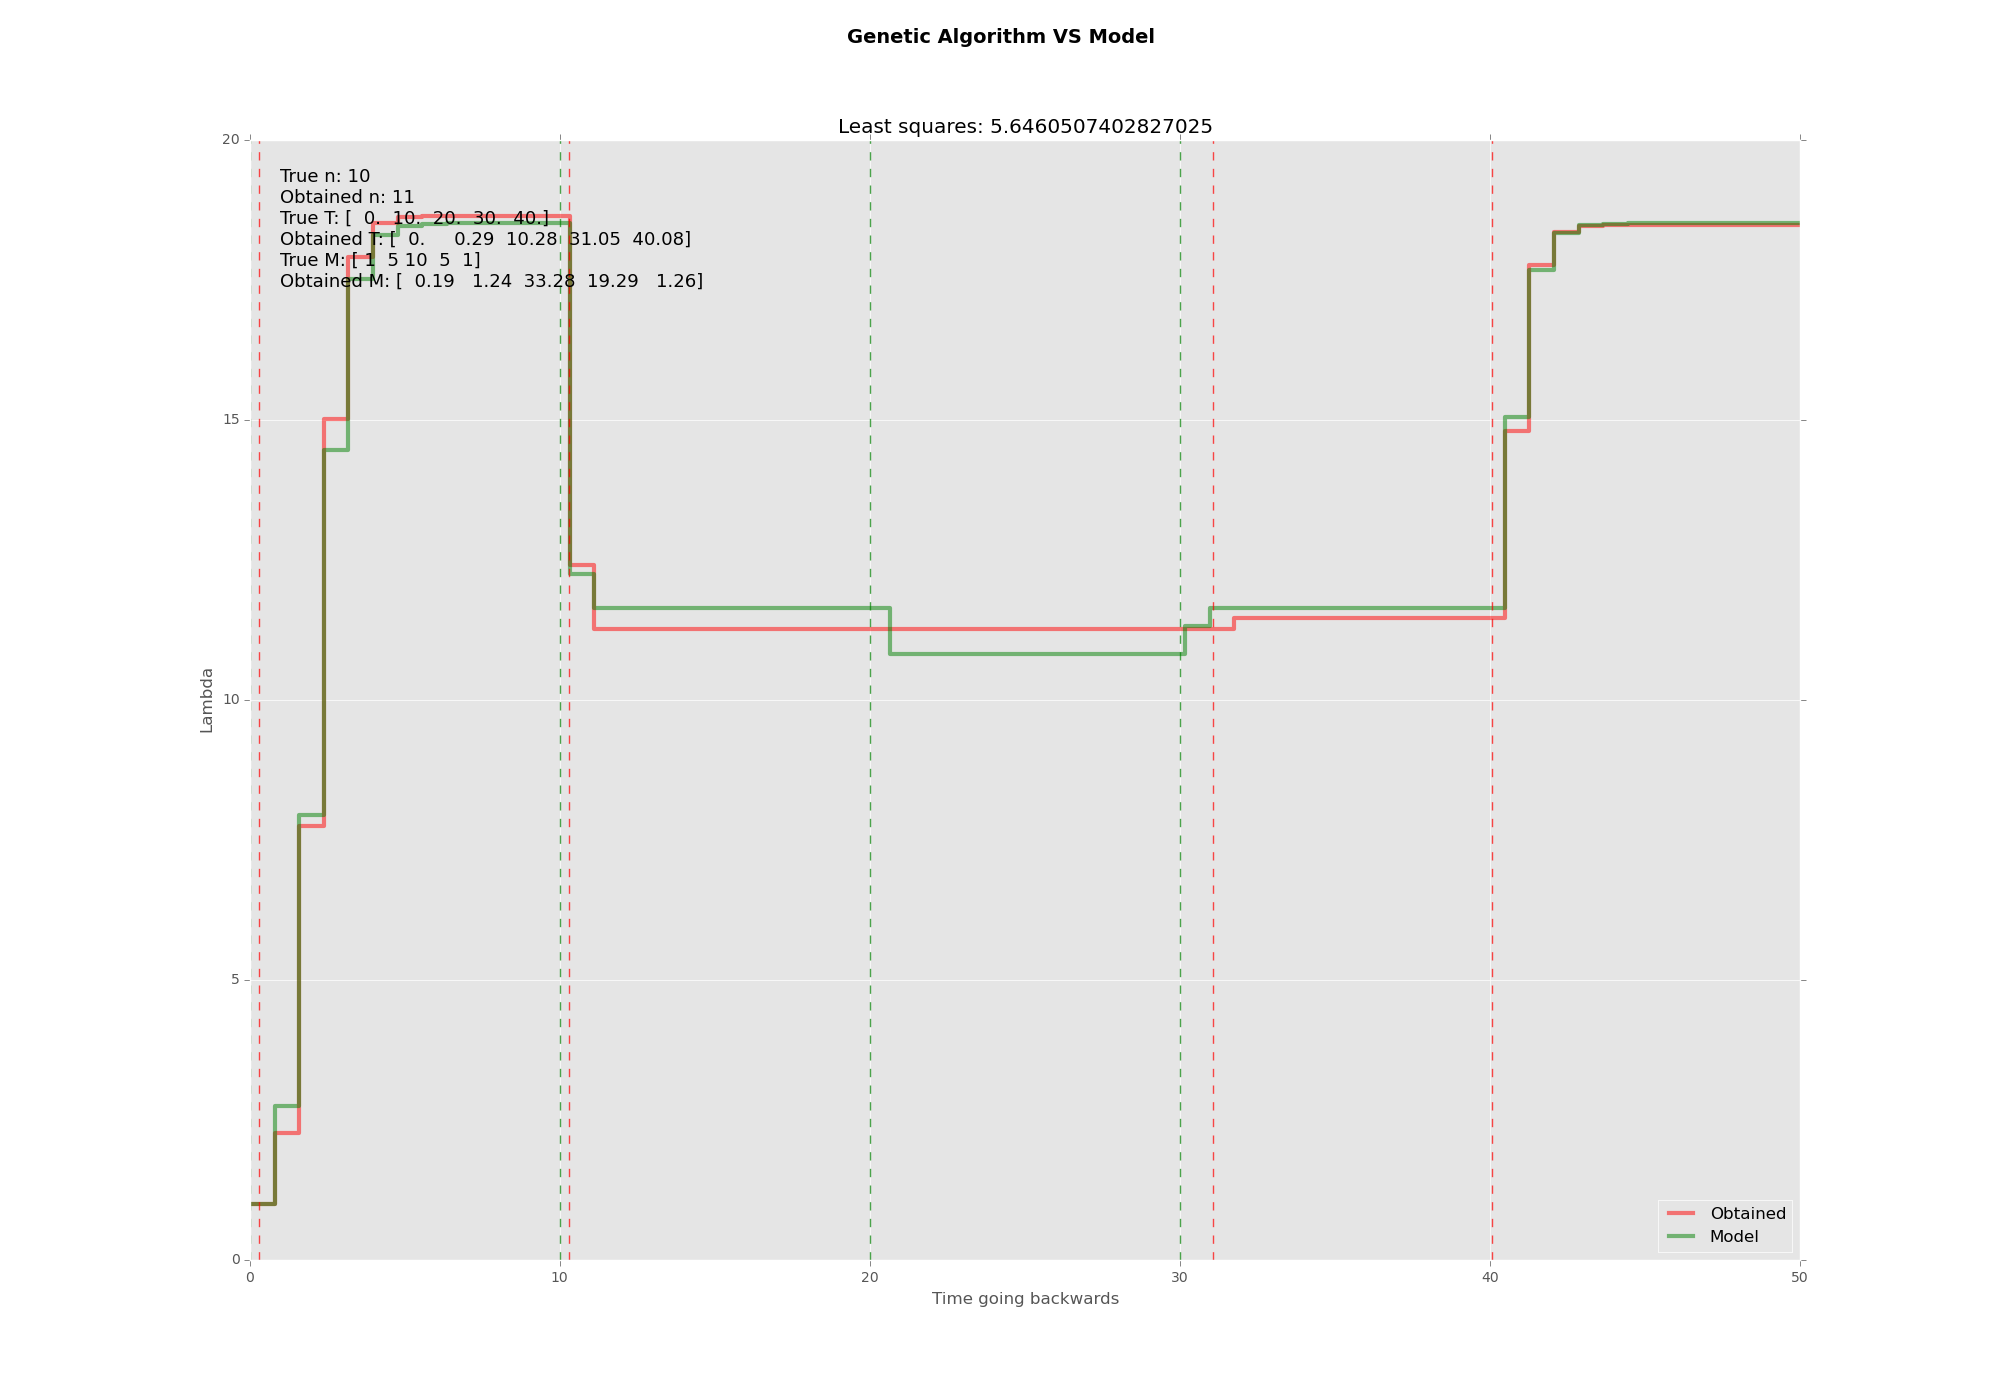 Genetic Algorithm VS Model
Least squares: 5.6460507402827025
20
True n: 10
Obtained n: 11
True T: [  0.  10.  20.  30.  40.]
Obtained T: [  0.     0.29  10.28  31.05  40.08]
True M: [ 1  5 10  5  1]
Obtained M: [  0.19   1.24  33.28  19.29   1.26]
15
10
5
0
Lambda
Obtained
Model
0 10 20 30 40 50
Time going backwards